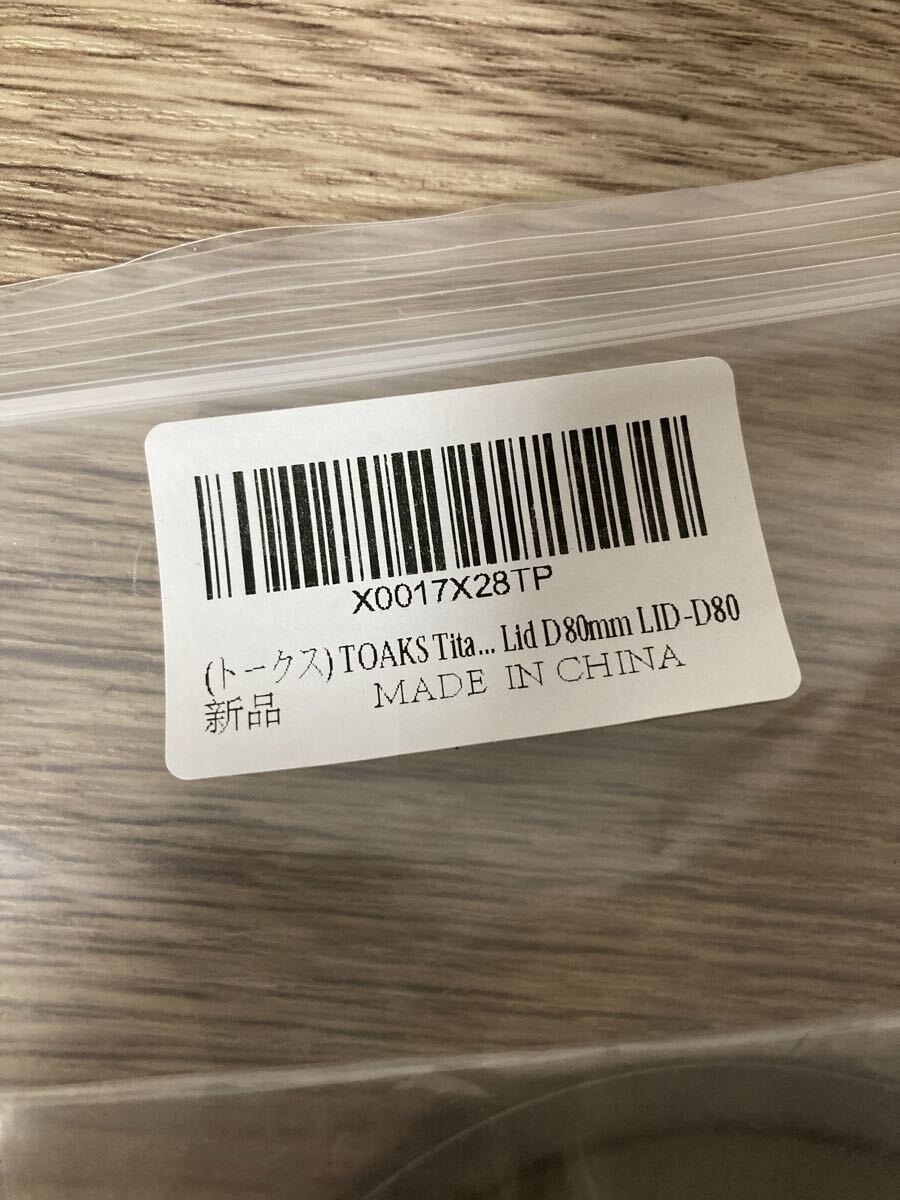 X0017X28TP
(トークス) TOAKS Tita... Lid D80mm LID-D80
新品 MADE IN CHINA